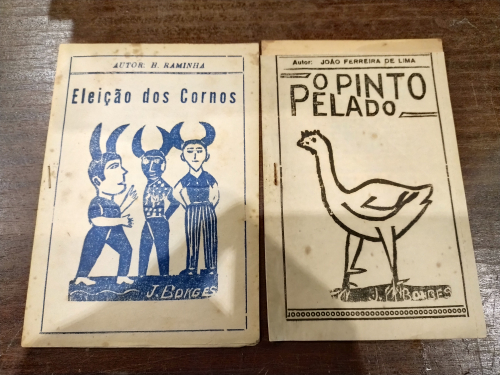 AUTOR: H. RAMINHA
Eleição dos Cornos
J. BORGES
Autor: JOÃO FERREIRA DE LIMA
O PINTO
PELADO
J. BORGES